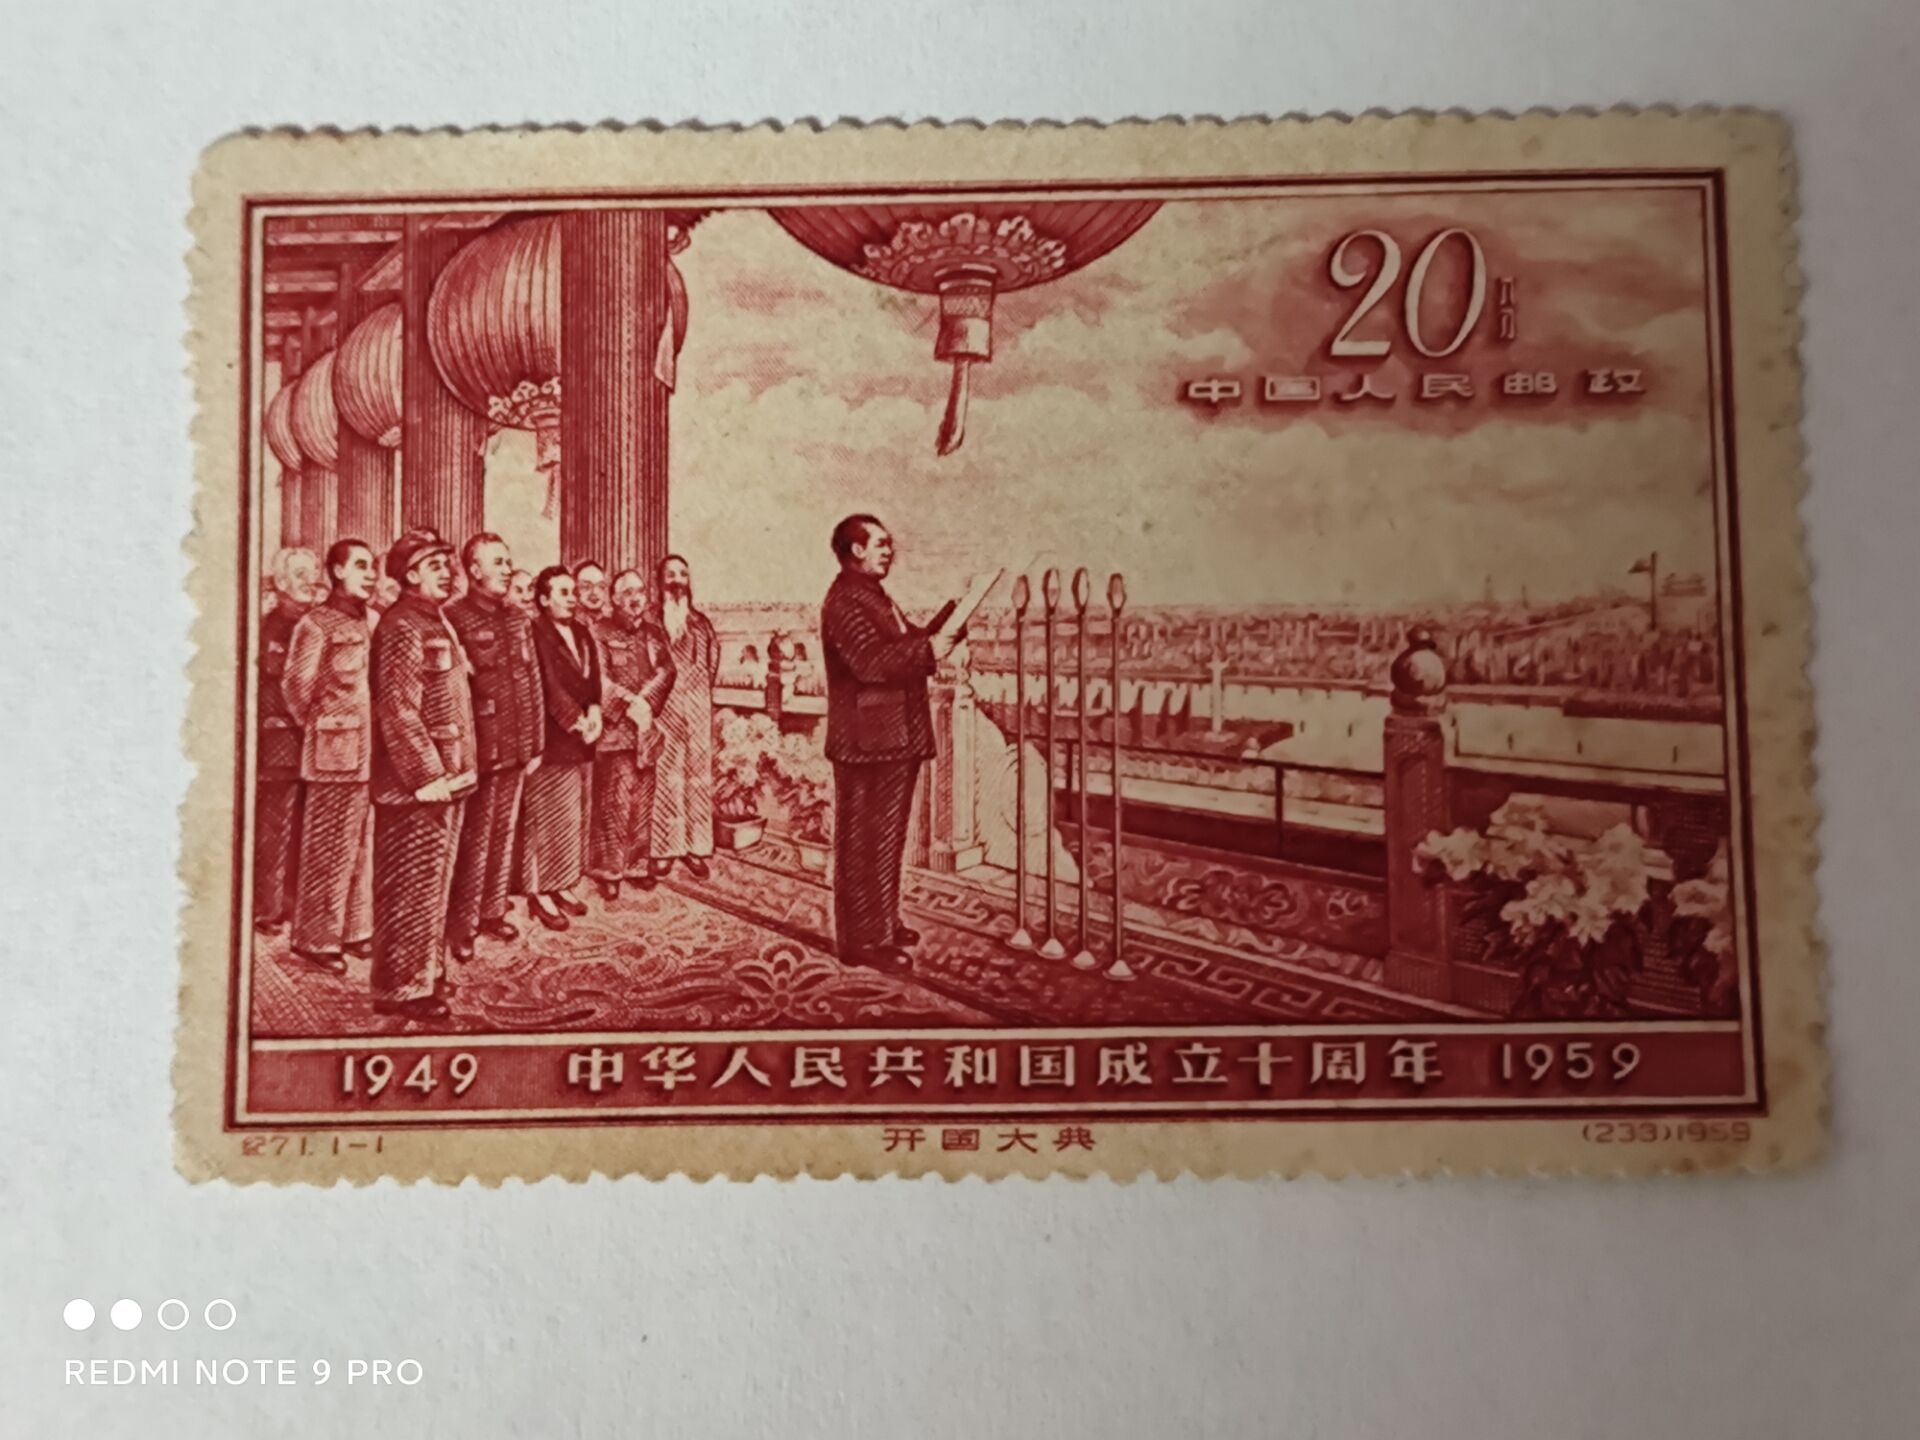 20分
中国人民邮政
1949 中华人民共和国成立十周年 1959
纪71.1-1 开国大典 (233)1959
REDMI NOTE 9 PRO